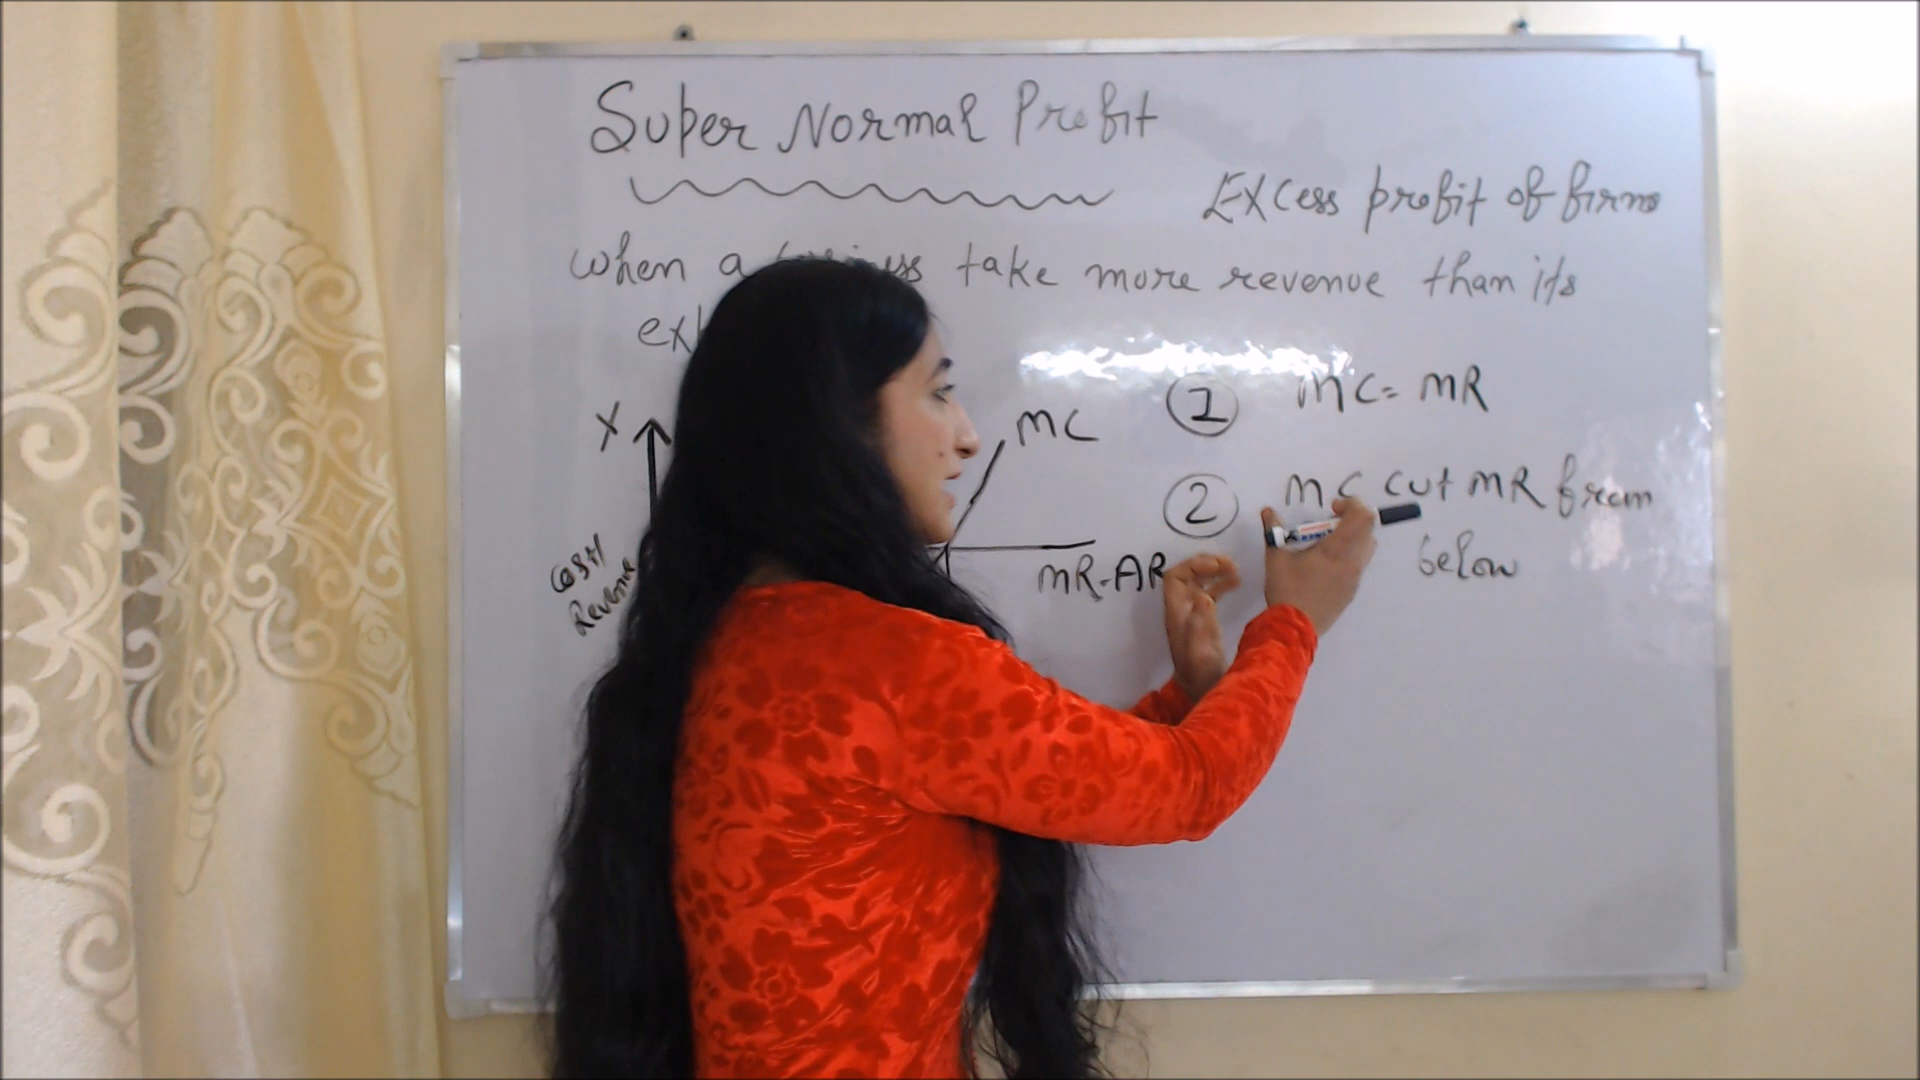 Super Normal Profit
Excess profit of firms
when a take more revenue than its
X
MC
Cost
Revenue
MR=AR
1 MC = MR
2 MC cut MR from
below